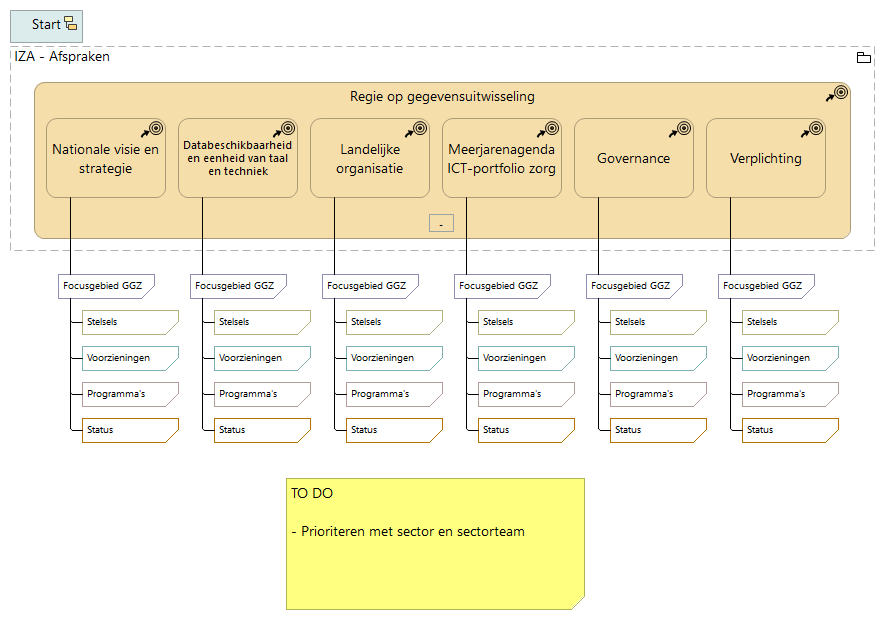 Start
IZA - Afspraken
Regie op gegevensuitwisseling
Nationale visie en
strategie
Databeschikbaarheid
en eenheid van taal
en techniek
Landelijke
organisatie
Meerjarenagenda
ICT-portfolio zorg
Governance
Verplichting
-
Focusgebied GGZ
Focusgebied GGZ
Focusgebied GGZ
Focusgebied GGZ
Focusgebied GGZ
Focusgebied GGZ
Stelsels
Stelsels
Stelsels
Stelsels
Stelsels
Stelsels
Voorzieningen
Voorzieningen
Voorzieningen
Voorzieningen
Voorzieningen
Voorzieningen
Programma's
Programma's
Programma's
Programma's
Programma's
Programma's
Status
Status
Status
Status
Status
Status
TO DO
- Prioriteren met sector en sectorteam